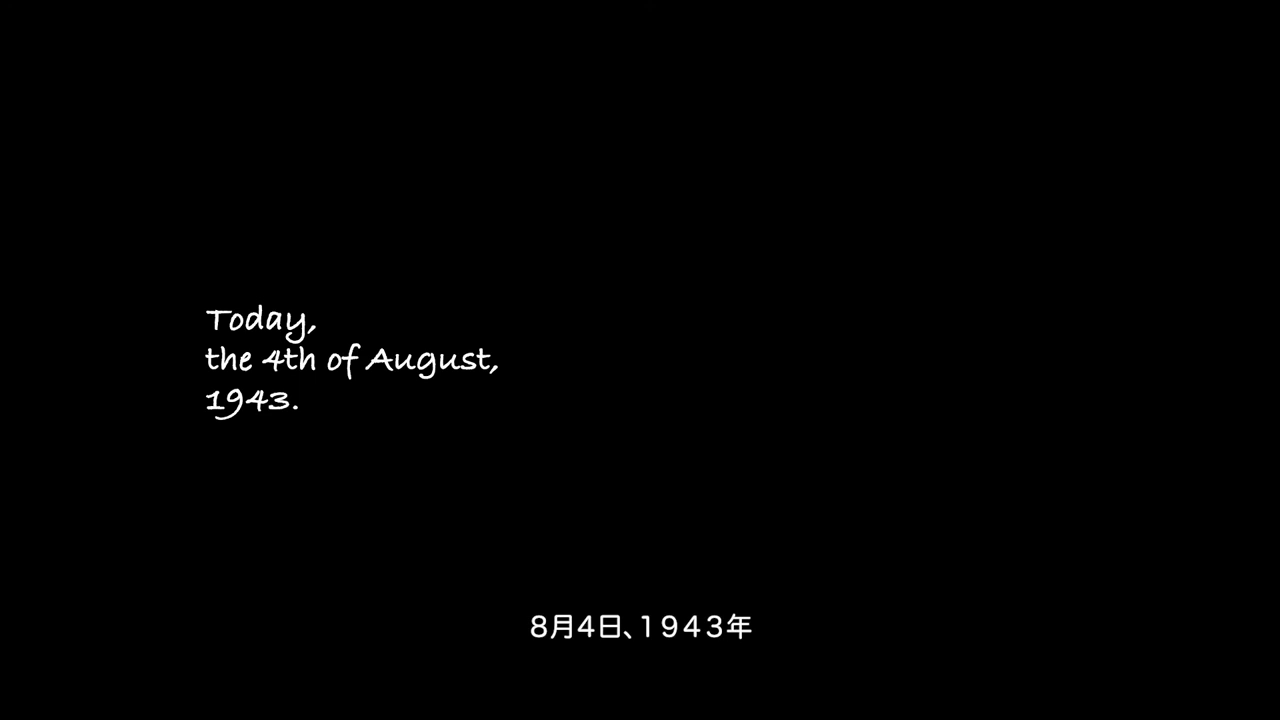 Today,
the 4th of August,
1943.
8月4日、1943年